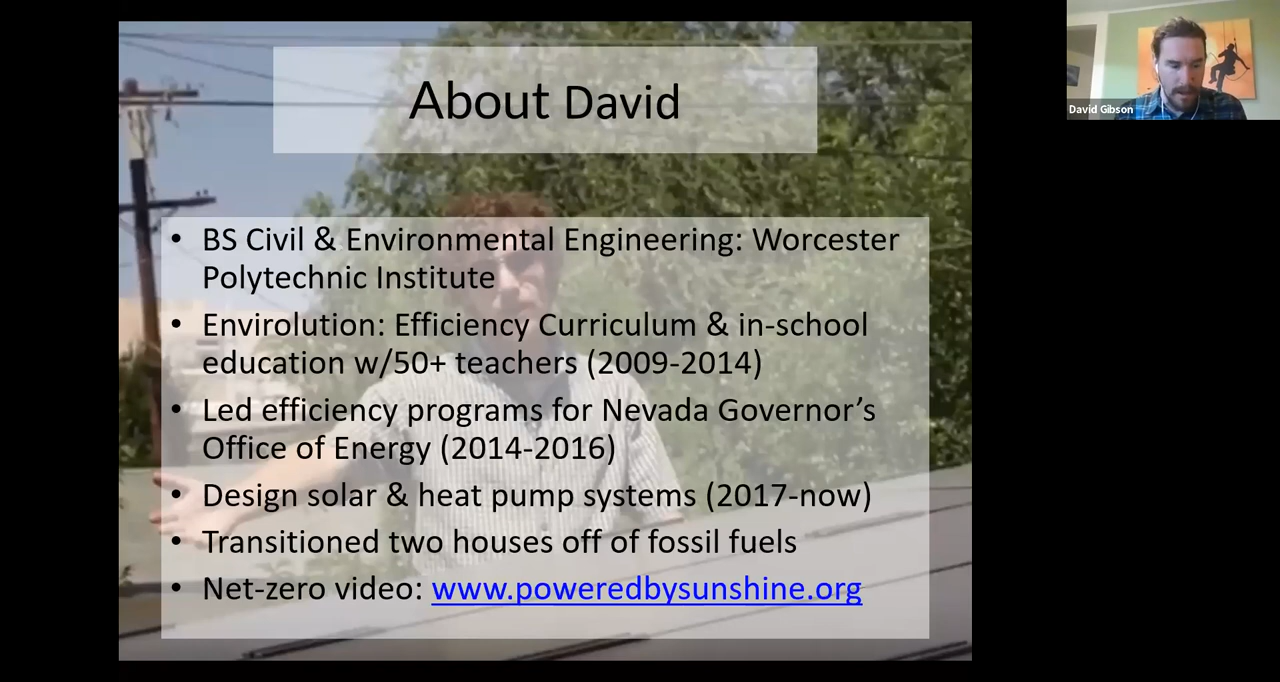 About David
• BS Civil & Environmental Engineering: Worcester
Polytechnic Institute
• Envirolution: Efficiency Curriculum & in-school
education w/50+ teachers (2009-2014)
• Led efficiency programs for Nevada Governor’s
Office of Energy (2014-2016)
• Design solar & heat pump systems (2017-now)
• Transitioned two houses off of fossil fuels
• Net-zero video: www.poweredbysunshine.org
David Gibson